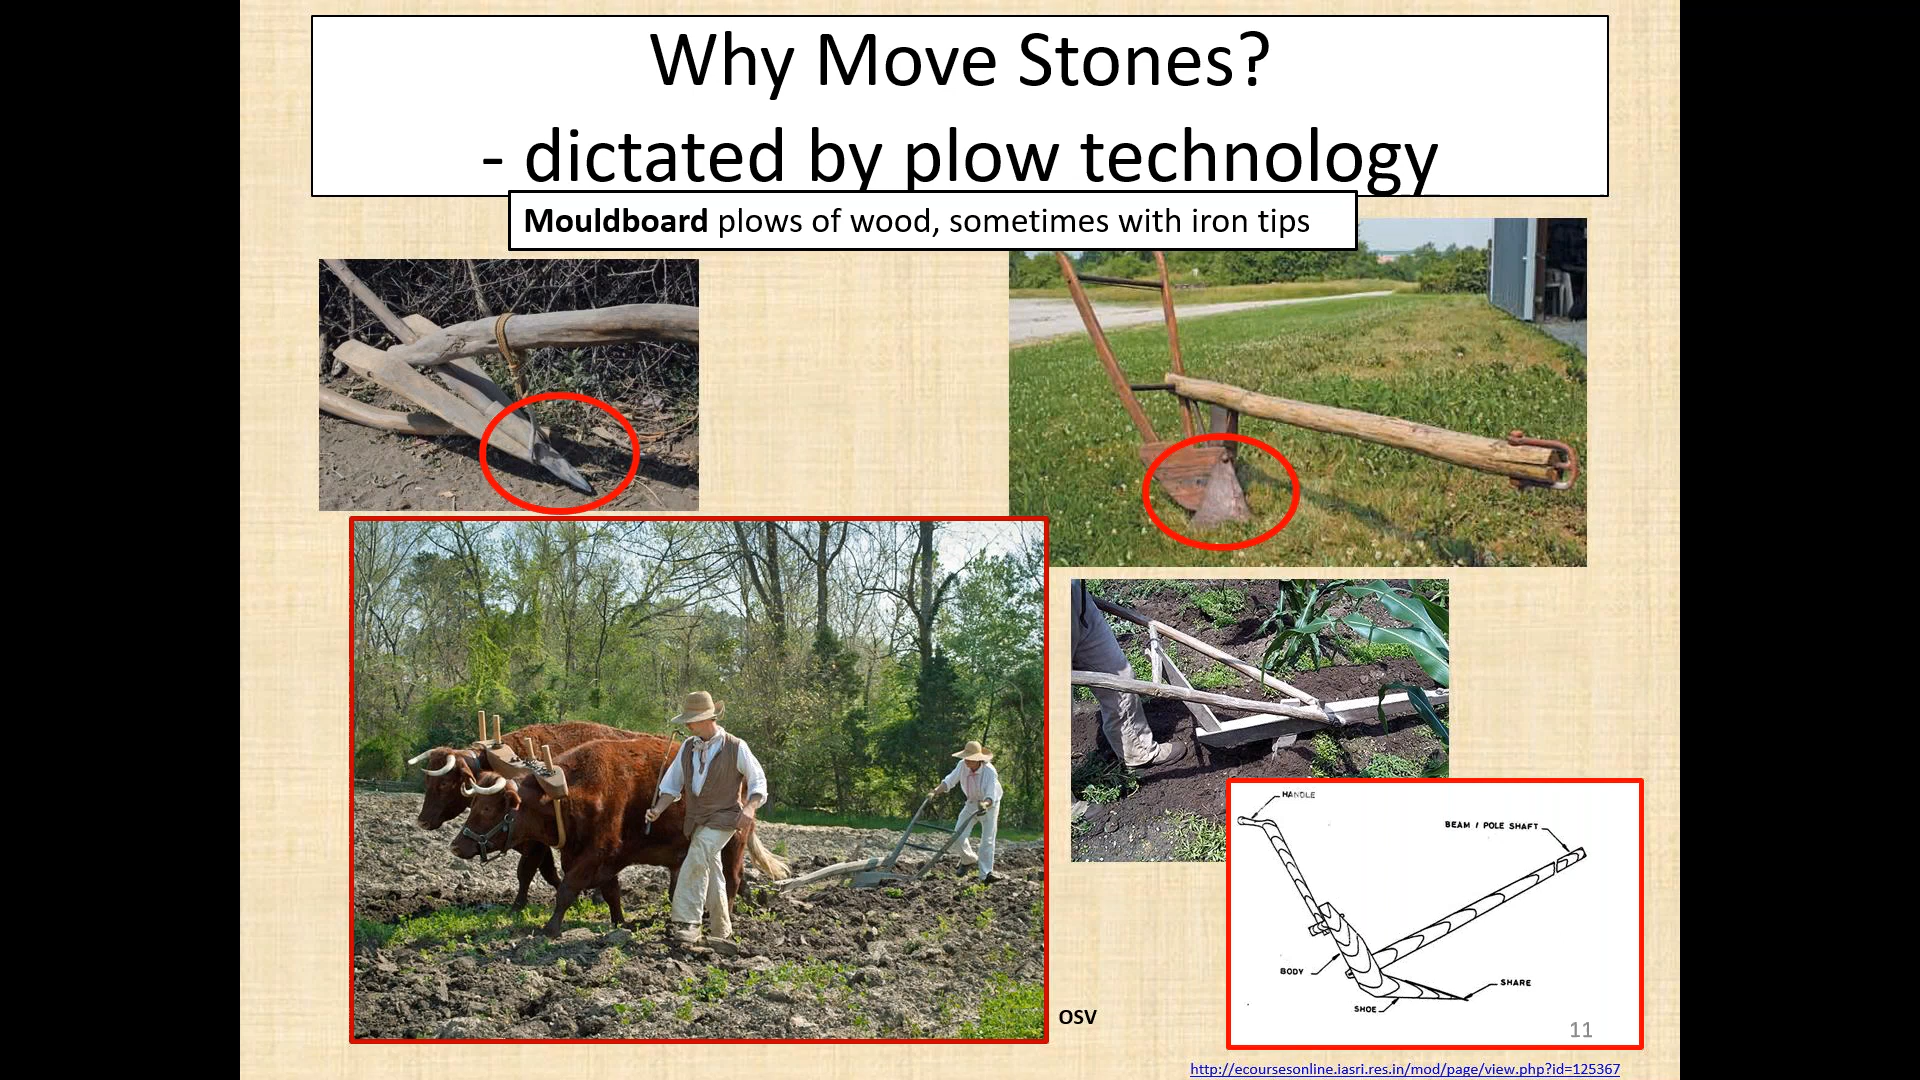 Why Move Stones?
- dictated by plow technology
Mouldboard plows of wood, sometimes with iron tips
HANDLE
BEAM / POLE SHAFT
BODY
SHARE
SHOE
OSV
11
http://ecoursesonline.iasri.res.in/mod/page/view.php?id=125367